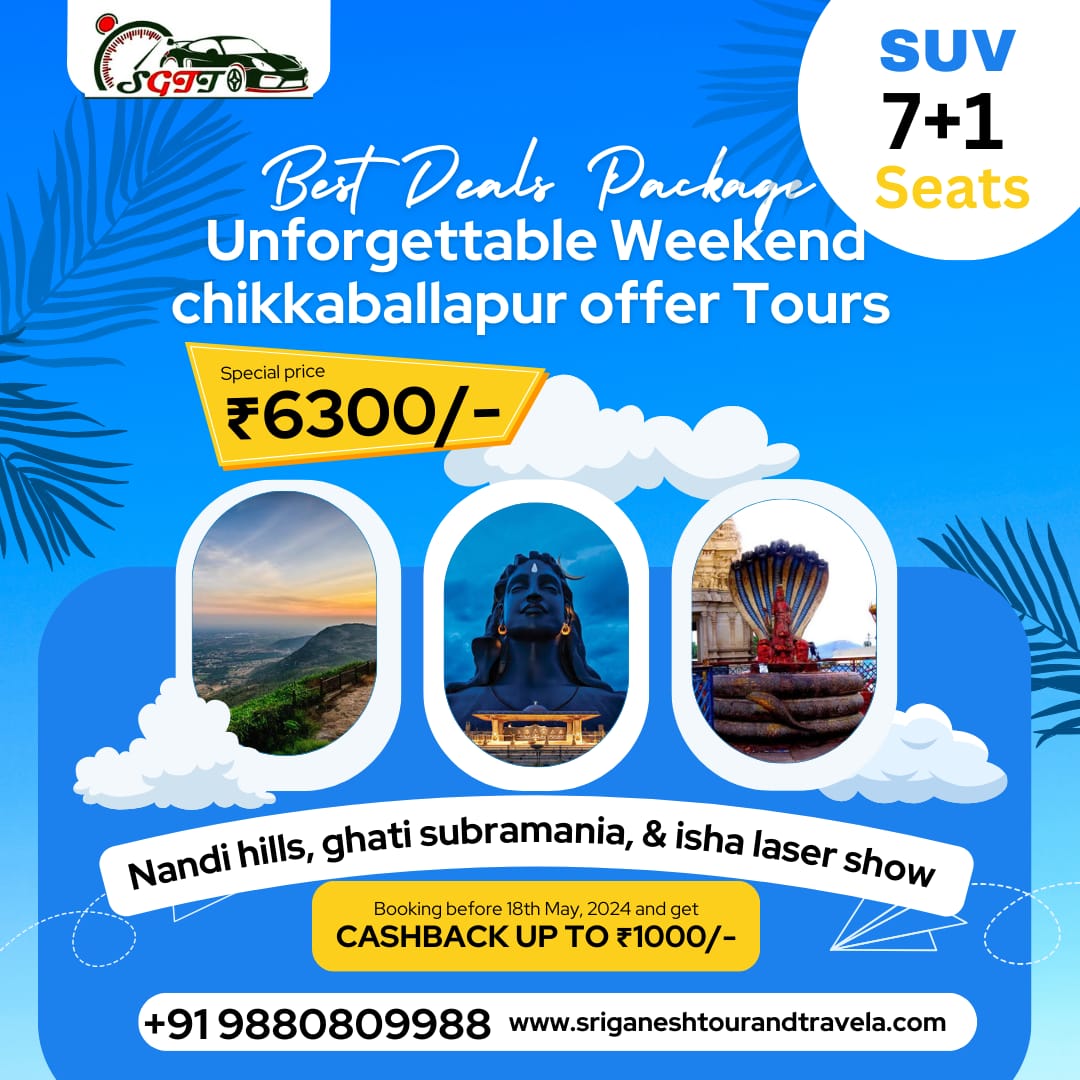 SGTT
SUV
7+1
Seats
Best Deals Package
Unforgettable Weekend
chikkaballapur offer Tours
Special price
₹6300/-
Nandi hills, ghati subramania, & isha laser show
Booking before 18th May, 2024 and get
CASHBACK UP TO ₹1000/-
+91 9880809988 www.sriganeshtourandtravela.com